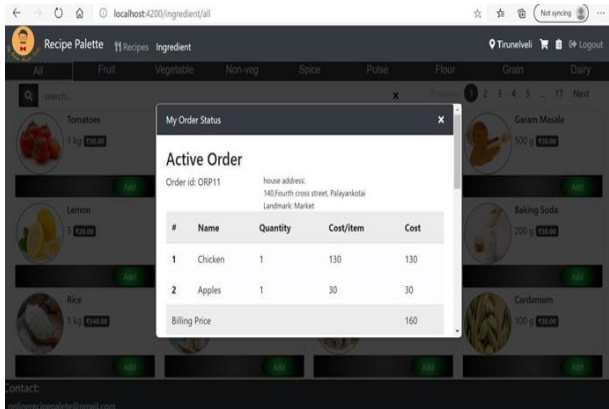 localhost:4200/ingredient/all
Not syncing
Recipe Palette
Recipes
Ingredient
Tirunelveli
Logout
All
Fruit
Vegetable
Non-veg
Spice
Pulse
Flour
Grain
Dairy
search...
x
Previous
1 2 3 4 5 ... 17 Next
Tomatoes
1 kg
Add
Lemon
Add
Rice
1 kg
Add
My Order Status
x
Active Order
Order id: ORP11
house address:
140,Fourth cross street, Palayankotai
Landmark: Market
# Name Quantity Cost/item Cost
1 Chicken 1 130 130
2 Apples 1 30 30
Billing Price 160
Garam Masala
500 g
Add
Baking Soda
200 g
Add
Cardamom
100 g
Add
Add
Add
Contact: